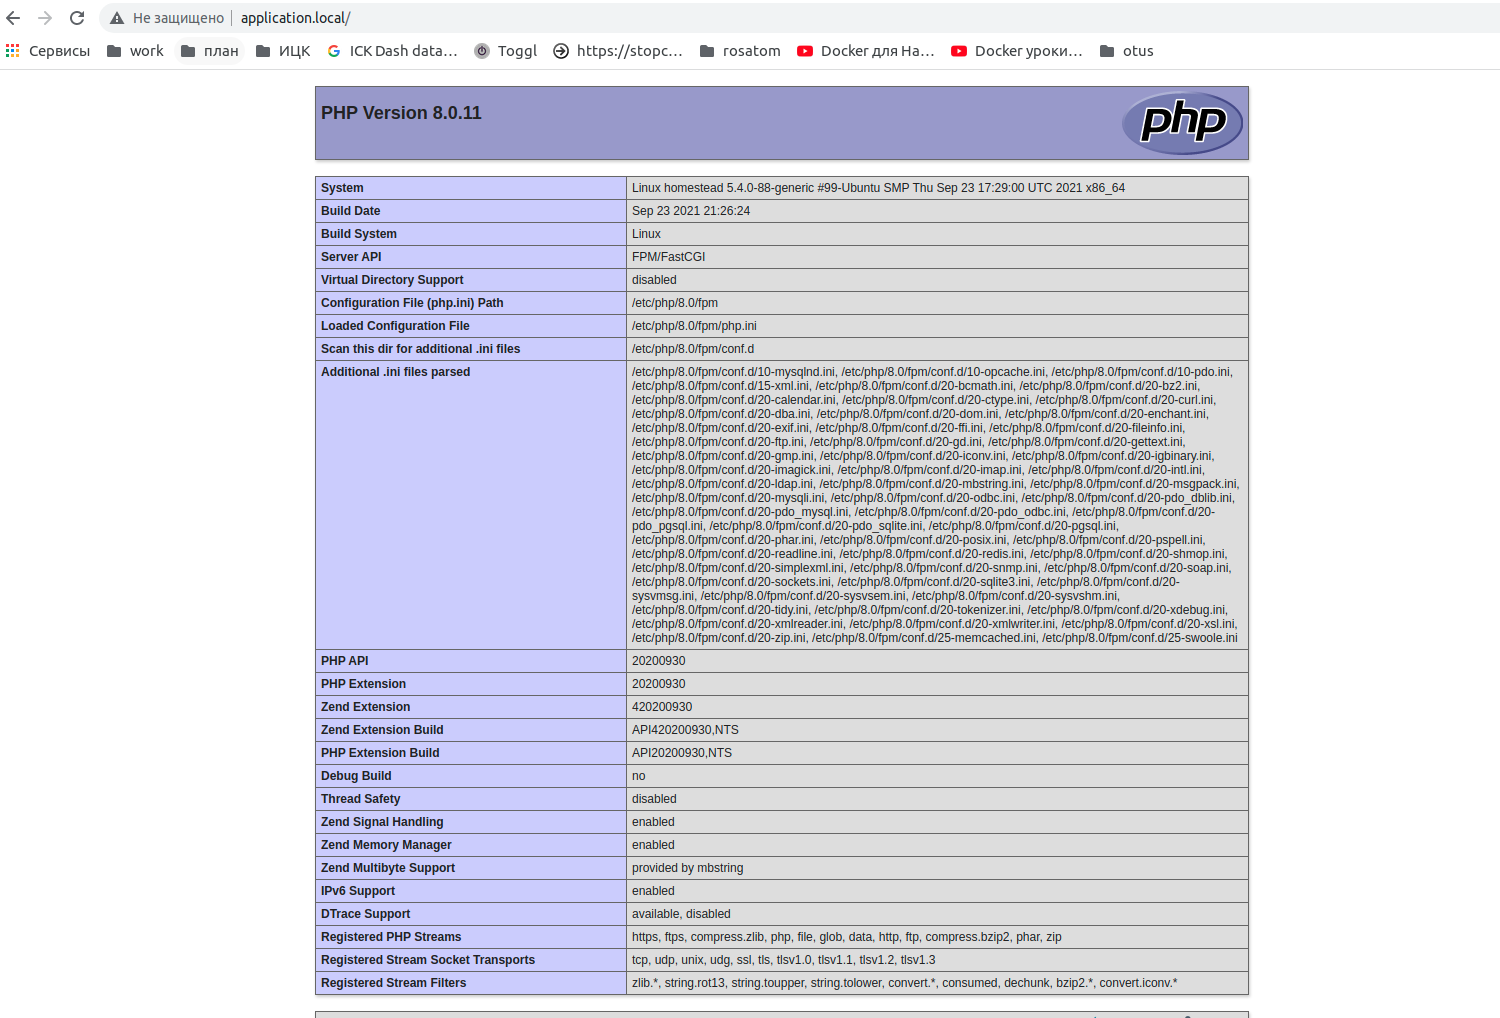 Не защищено application.local/
Сервисы work план ИЦК ICK Dash data… Toggl https://stopc… rosatom Docker для На… Docker уроки… otus
PHP Version 8.0.11
php
System Linux homestead 5.4.0-88-generic #99-Ubuntu SMP Thu Sep 23 17:29:00 UTC 2021 x86_64
Build Date Sep 23 2021 21:26:24
Build System Linux
Server API FPM/FastCGI
Virtual Directory Support disabled
Configuration File (php.ini) Path /etc/php/8.0/fpm
Loaded Configuration File /etc/php/8.0/fpm/php.ini
Scan this dir for additional .ini files /etc/php/8.0/fpm/conf.d
Additional .ini files parsed /etc/php/8.0/fpm/conf.d/10-mysqlnd.ini, /etc/php/8.0/fpm/conf.d/10-opcache.ini, /etc/php/8.0/fpm/conf.d/10-pdo.ini,
/etc/php/8.0/fpm/conf.d/15-xml.ini, /etc/php/8.0/fpm/conf.d/20-bcmath.ini, /etc/php/8.0/fpm/conf.d/20-bz2.ini,
/etc/php/8.0/fpm/conf.d/20-calendar.ini, /etc/php/8.0/fpm/conf.d/20-ctype.ini, /etc/php/8.0/fpm/conf.d/20-curl.ini,
/etc/php/8.0/fpm/conf.d/20-dba.ini, /etc/php/8.0/fpm/conf.d/20-dom.ini, /etc/php/8.0/fpm/conf.d/20-enchant.ini,
/etc/php/8.0/fpm/conf.d/20-exif.ini, /etc/php/8.0/fpm/conf.d/20-ffi.ini, /etc/php/8.0/fpm/conf.d/20-fileinfo.ini,
/etc/php/8.0/fpm/conf.d/20-ftp.ini, /etc/php/8.0/fpm/conf.d/20-gd.ini, /etc/php/8.0/fpm/conf.d/20-gettext.ini,
/etc/php/8.0/fpm/conf.d/20-gmp.ini, /etc/php/8.0/fpm/conf.d/20-iconv.ini, /etc/php/8.0/fpm/conf.d/20-igbinary.ini,
/etc/php/8.0/fpm/conf.d/20-imagick.ini, /etc/php/8.0/fpm/conf.d/20-imap.ini, /etc/php/8.0/fpm/conf.d/20-intl.ini,
/etc/php/8.0/fpm/conf.d/20-ldap.ini, /etc/php/8.0/fpm/conf.d/20-mbstring.ini, /etc/php/8.0/fpm/conf.d/20-msgpack.ini,
/etc/php/8.0/fpm/conf.d/20-mysqli.ini, /etc/php/8.0/fpm/conf.d/20-odbc.ini, /etc/php/8.0/fpm/conf.d/20-pdo_dblib.ini,
/etc/php/8.0/fpm/conf.d/20-pdo_mysql.ini, /etc/php/8.0/fpm/conf.d/20-pdo_odbc.ini, /etc/php/8.0/fpm/conf.d/20-
pdo_pgsql.ini, /etc/php/8.0/fpm/conf.d/20-pdo_sqlite.ini, /etc/php/8.0/fpm/conf.d/20-pgsql.ini,
/etc/php/8.0/fpm/conf.d/20-phar.ini, /etc/php/8.0/fpm/conf.d/20-posix.ini, /etc/php/8.0/fpm/conf.d/20-pspell.ini,
/etc/php/8.0/fpm/conf.d/20-readline.ini, /etc/php/8.0/fpm/conf.d/20-redis.ini, /etc/php/8.0/fpm/conf.d/20-shmop.ini,
/etc/php/8.0/fpm/conf.d/20-simplexml.ini, /etc/php/8.0/fpm/conf.d/20-snmp.ini, /etc/php/8.0/fpm/conf.d/20-soap.ini,
/etc/php/8.0/fpm/conf.d/20-sockets.ini, /etc/php/8.0/fpm/conf.d/20-sqlite3.ini, /etc/php/8.0/fpm/conf.d/20-
sysvmsg.ini, /etc/php/8.0/fpm/conf.d/20-sysvsem.ini, /etc/php/8.0/fpm/conf.d/20-sysvshm.ini,
/etc/php/8.0/fpm/conf.d/20-tidy.ini, /etc/php/8.0/fpm/conf.d/20-tokenizer.ini, /etc/php/8.0/fpm/conf.d/20-xdebug.ini,
/etc/php/8.0/fpm/conf.d/20-xmlreader.ini, /etc/php/8.0/fpm/conf.d/20-xmlwriter.ini, /etc/php/8.0/fpm/conf.d/20-xsl.ini,
/etc/php/8.0/fpm/conf.d/20-zip.ini, /etc/php/8.0/fpm/conf.d/25-memcached.ini, /etc/php/8.0/fpm/conf.d/25-swoole.ini
PHP API 20200930
PHP Extension 20200930
Zend Extension 420200930
Zend Extension Build API420200930,NTS
PHP Extension Build API20200930,NTS
Debug Build no
Thread Safety disabled
Zend Signal Handling enabled
Zend Memory Manager enabled
Zend Multibyte Support provided by mbstring
IPv6 Support enabled
DTrace Support available, disabled
Registered PHP Streams https, ftps, compress.zlib, php, file, glob, data, http, ftp, compress.bzip2, phar, zip
Registered Stream Socket Transports tcp, udp, unix, udg, ssl, tls, tlsv1.0, tlsv1.1, tlsv1.2, tlsv1.3
Registered Stream Filters zlib.*, string.rot13, string.toupper, string.tolower, convert.*, consumed, dechunk, bzip2.*, convert.iconv.*